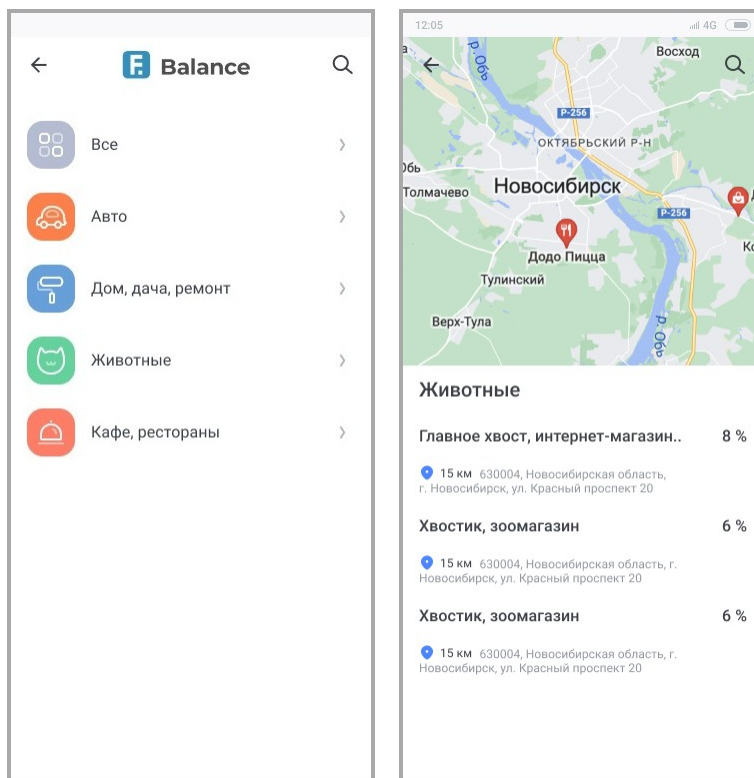 F. Balance
Все
Авто
Дом, дача, ремонт
Животные
Кафе, рестораны
12:05
4G
р. Обь
Восход
Р-256
ОКТЯБРЬСКИЙ Р-Н
Толмачево
Новосибирск
Р-256
Додо Пицца
Тулинский
Верх-Тула
р. Обь
Животные
Главное хвост, интернет-магазин.. 8 %
15 км 630004, Новосибирская область,
г. Новосибирск, ул. Красный проспект 20
Хвостик, зоомагазин 6 %
15 км 630004, Новосибирская область, г.
Новосибирск, ул. Красный проспект 20
Хвостик, зоомагазин 6 %
15 км 630004, Новосибирская область, г.
Новосибирск, ул. Красный проспект 20